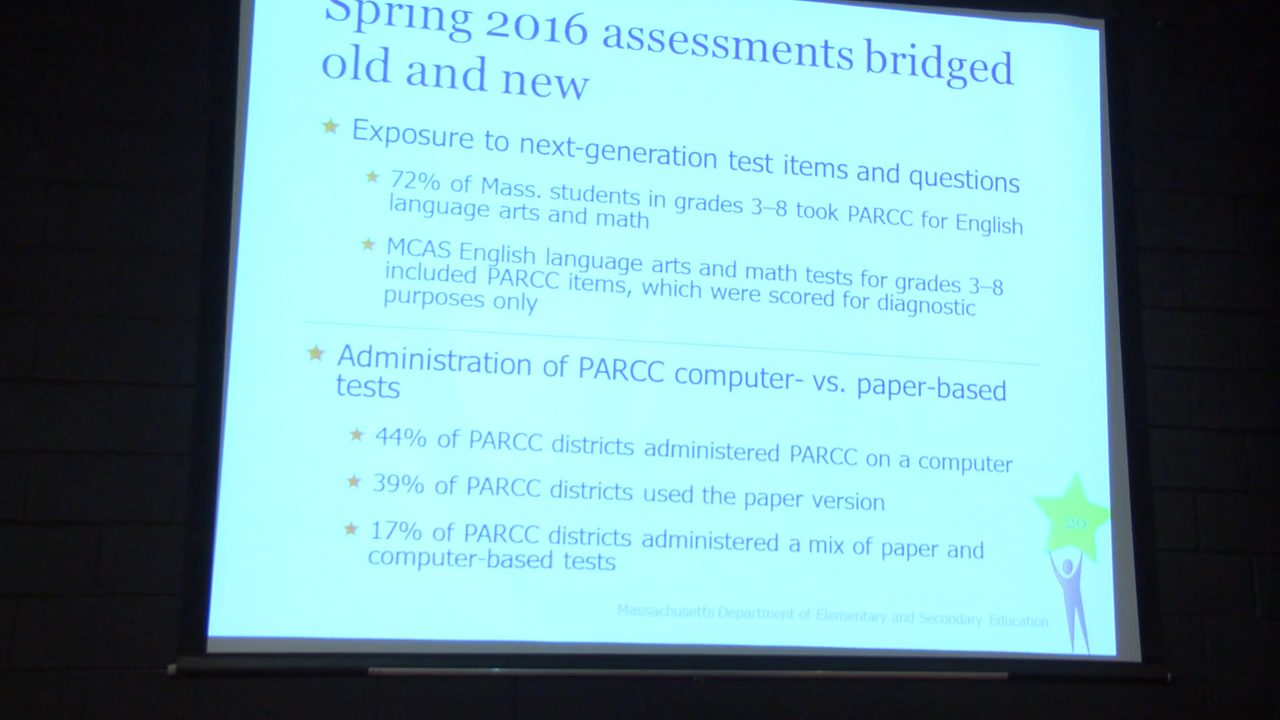 Spring 2016 assessments bridged
old and new
Exposure to next-generation test items and questions
72% of Mass. students in grades 3–8 took PARCC for English
language arts and math
MCAS English language arts and math tests for grades 3–8
included PARCC items, which were scored for diagnostic
purposes only
Administration of PARCC computer- vs. paper-based
tests
44% of PARCC districts administered PARCC on a computer
39% of PARCC districts used the paper version
17% of PARCC districts administered a mix of paper and
computer-based tests
20
Massachusetts Department of Elementary and Secondary Education